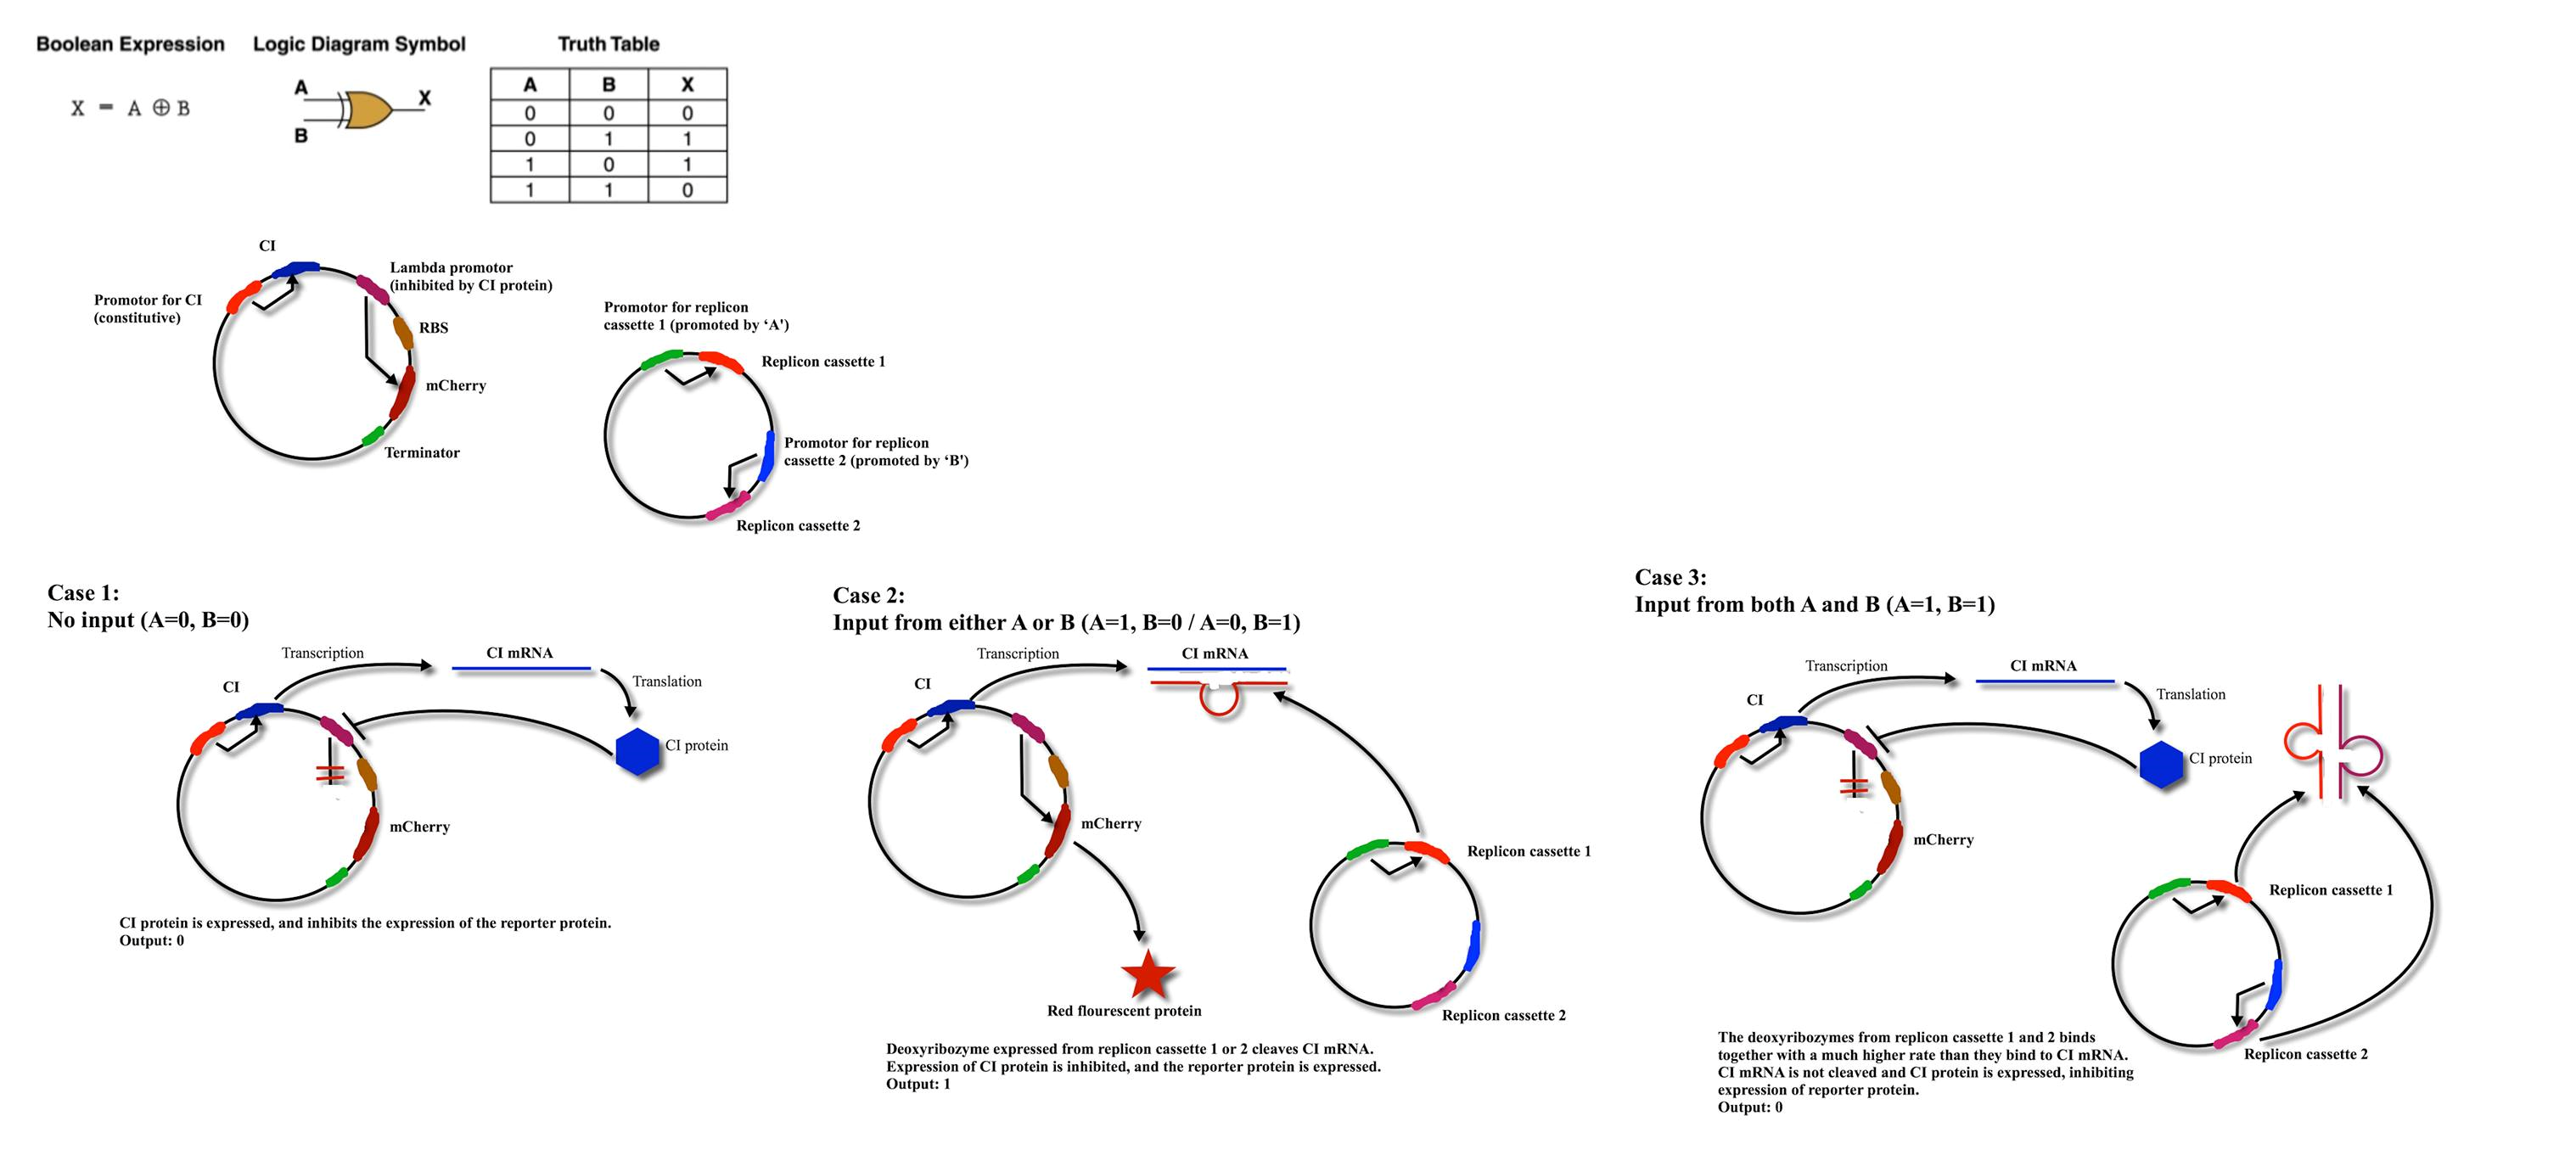 Boolean Expression
Logic Diagram Symbol
Truth Table
X = A ⊕ B
A
B
X
A B X
0 0 0
0 1 1
1 0 1
1 1 0
CI
Promotor for CI
(constitutive)
Lambda promotor
(inhibited by CI protein)
RBS
mCherry
Terminator
Promotor for replicon
cassette 1 (promoted by ‘A')
Replicon cassette 1
Promotor for replicon
cassette 2 (promoted by ‘B')
Replicon cassette 2
Case 1:
No input (A=0, B=0)
Transcription
CI mRNA
Translation
CI
CI protein
mCherry
CI protein is expressed, and inhibits the expression of the reporter protein.
Output: 0
Case 2:
Input from either A or B (A=1, B=0 / A=0, B=1)
Transcription
CI mRNA
CI
mCherry
Replicon cassette 1
Red flourescent protein
Replicon cassette 2
Deoxyribozyme expressed from replicon cassette 1 or 2 cleaves CI mRNA.
Expression of CI protein is inhibited, and the reporter protein is expressed.
Output: 1
Case 3:
Input from both A and B (A=1, B=1)
Transcription
CI mRNA
Translation
CI
CI protein
mCherry
Replicon cassette 1
Replicon cassette 2
The deoxyribozymes from replicon cassette 1 and 2 binds
together with a much higher rate than they bind to CI mRNA.
CI mRNA is not cleaved and CI protein is expressed, inhibiting
expression of reporter protein.
Output: 0